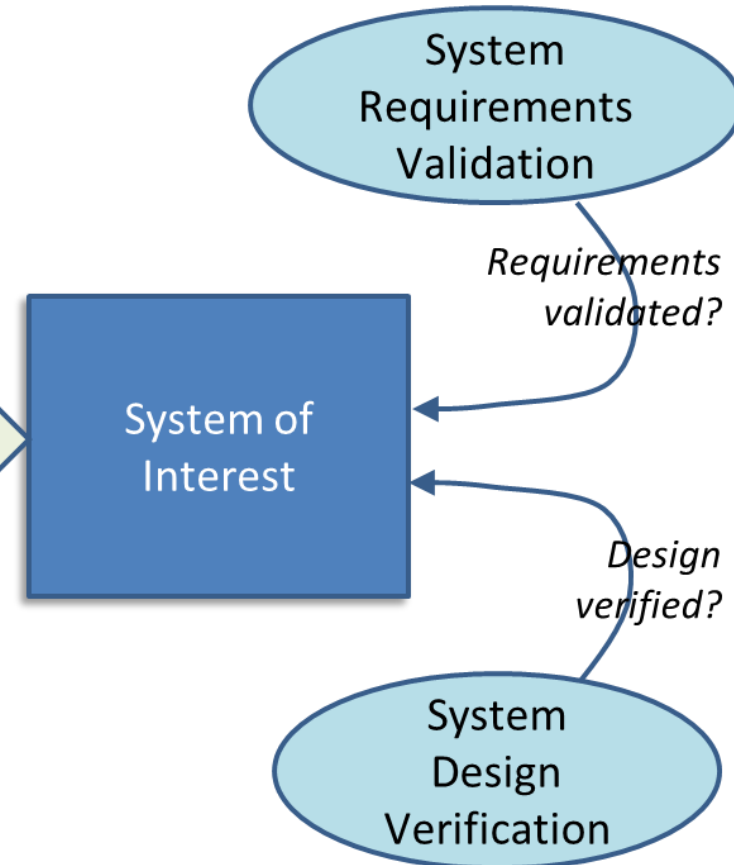 System
Requirements
Validation
Requirements
validated?
System of
Interest
Design
verified?
System
Design
Verification